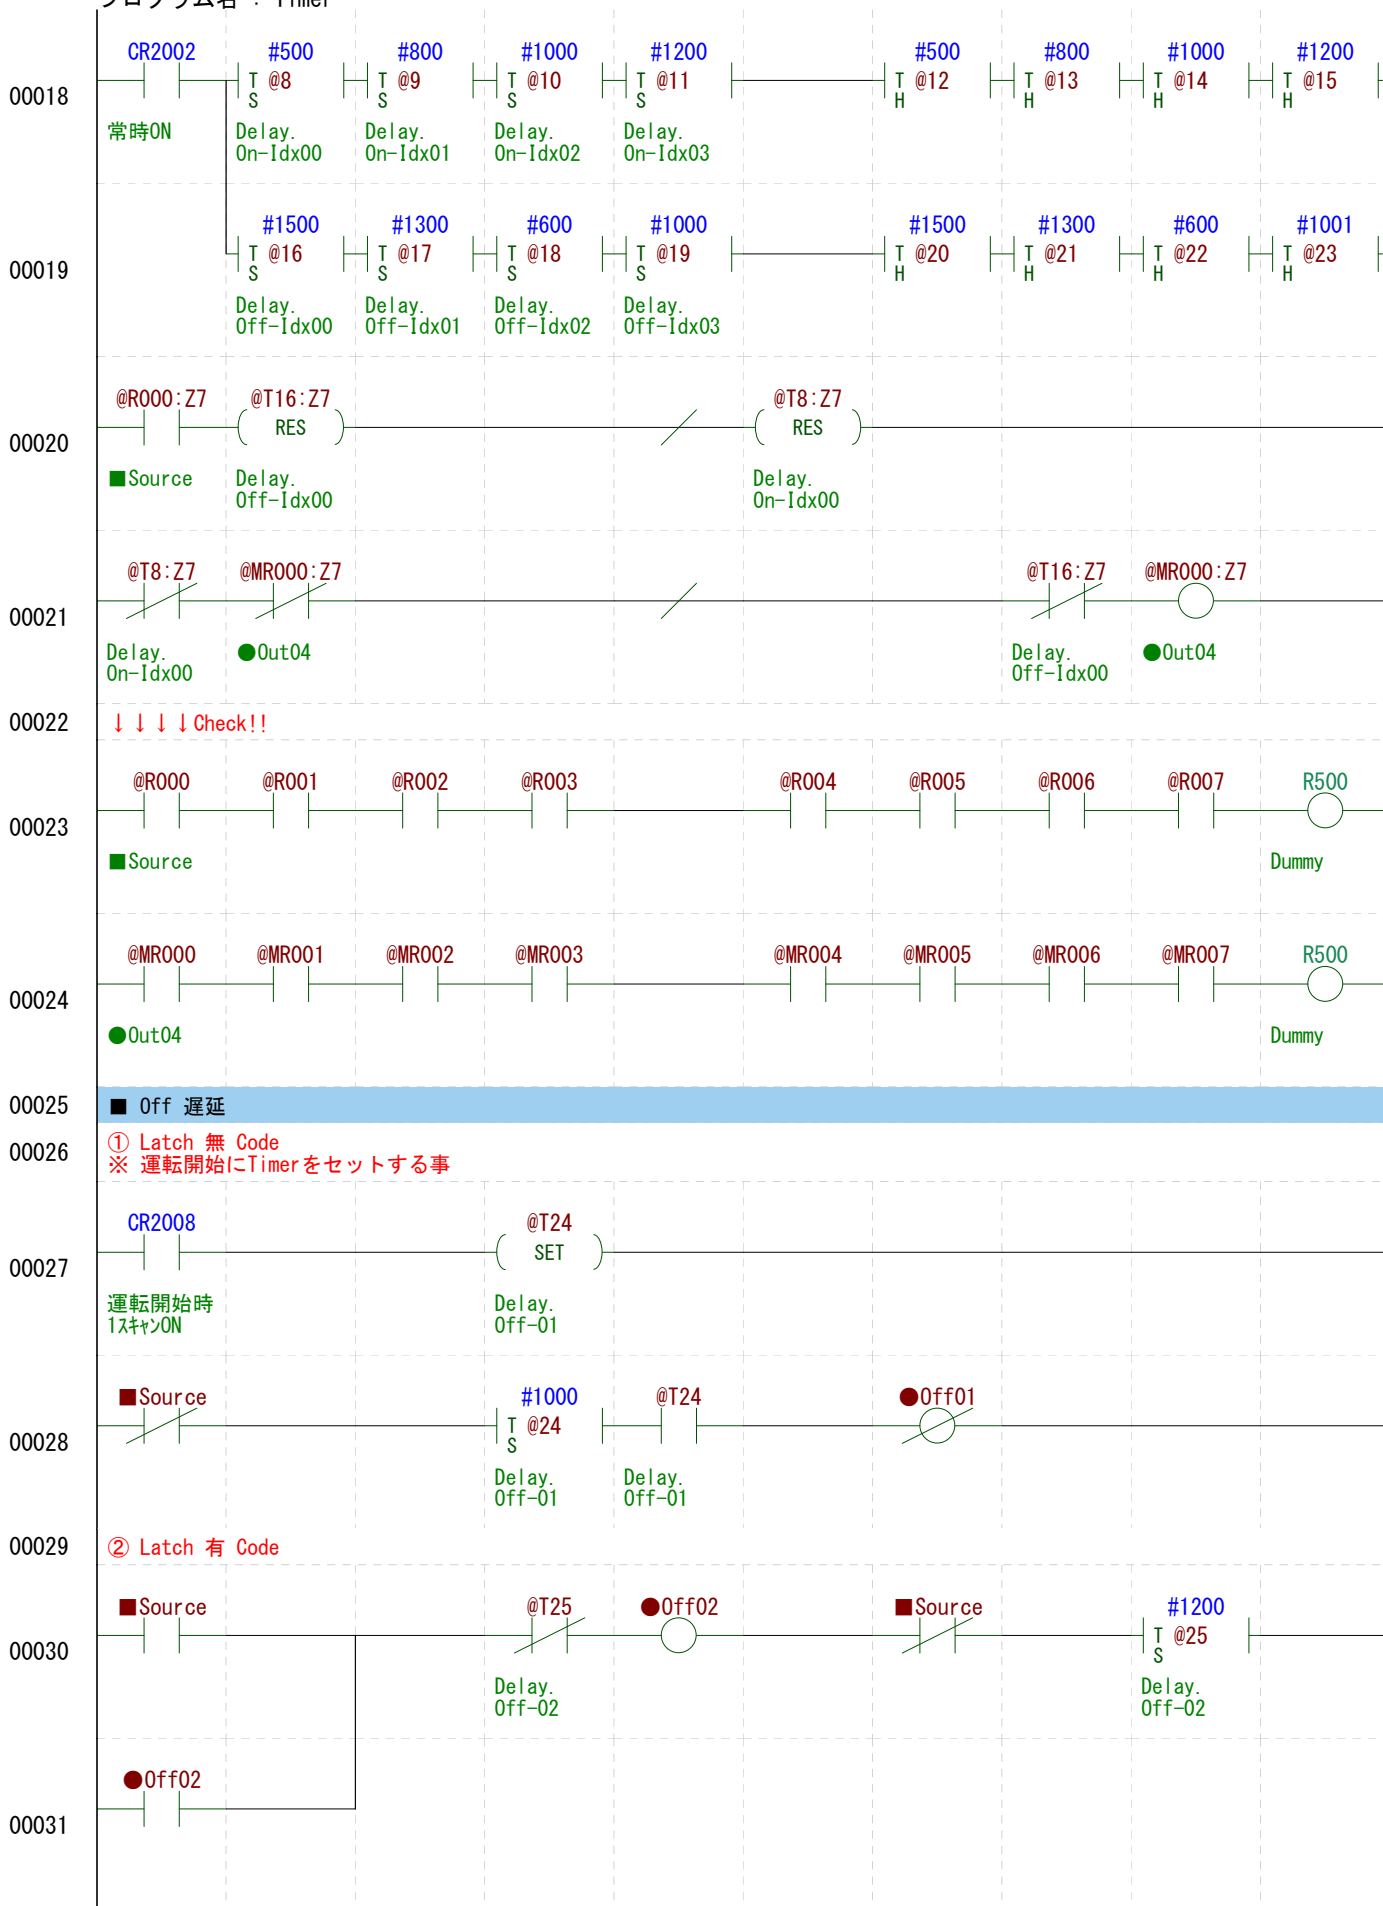 プログラム名 : Timer
CR2002 #500 #800 #1000 #1200 #500 #800 #1000 #1200
00018 T S @8 T S @9 T S @10 T S @11 T H @12 T H @13 T H @14 T H @15
常時ON Delay. Delay. Delay. Delay.
On-Idx00 On-Idx01 On-Idx02 On-Idx03
#1500 #1300 #600 #1000 #1500 #1300 #600 #1001
00019 T S @16 T S @17 T S @18 T S @19 T H @20 T H @21 T H @22 T H @23
Delay. Delay. Delay. Delay.
Off-Idx00 Off-Idx01 Off-Idx02 Off-Idx03
@R000:Z7 @T16:Z7 @T8:Z7
00020 RES RES
■Source Delay. Delay.
Off-Idx00 On-Idx00
@T8:Z7 @MR000:Z7 @T16:Z7 @MR000:Z7
00021
Delay. ●Out04 Delay. ●Out04
On-Idx00 Off-Idx00
00022 ↓↓↓↓Check!!
@R000 @R001 @R002 @R003 @R004 @R005 @R006 @R007 R500
00023
■Source Dummy
@MR000 @MR001 @MR002 @MR003 @MR004 @MR005 @MR006 @MR007 R500
00024
●Out04 Dummy
00025 ■ Off 遅延
00026 ① Latch 無 Code
※ 運転開始にTimerをセットする事
CR2008 @T24
00027 SET
運転開始時 Delay.
1スキャンON Off-01
■Source #1000 @T24 ●Off01
00028 T S @24
Delay. Delay.
Off-01 Off-01
00029 ② Latch 有 Code
■Source @T25 ●Off02 ■Source #1200
00030 T S @25
Delay. Delay.
Off-02 Off-02
●Off02
00031